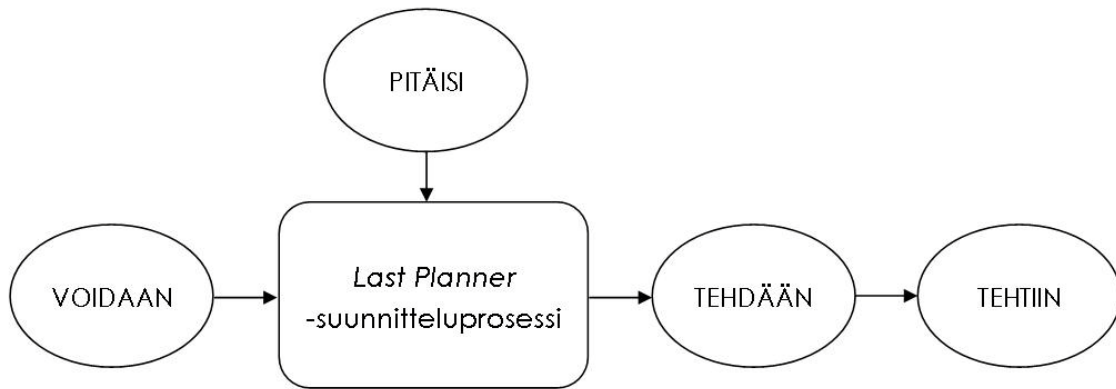 PITÄISI
VOIDAAN
Last Planner
-suunnitteluprosessi
TEHDÄÄN
TEHTIIN